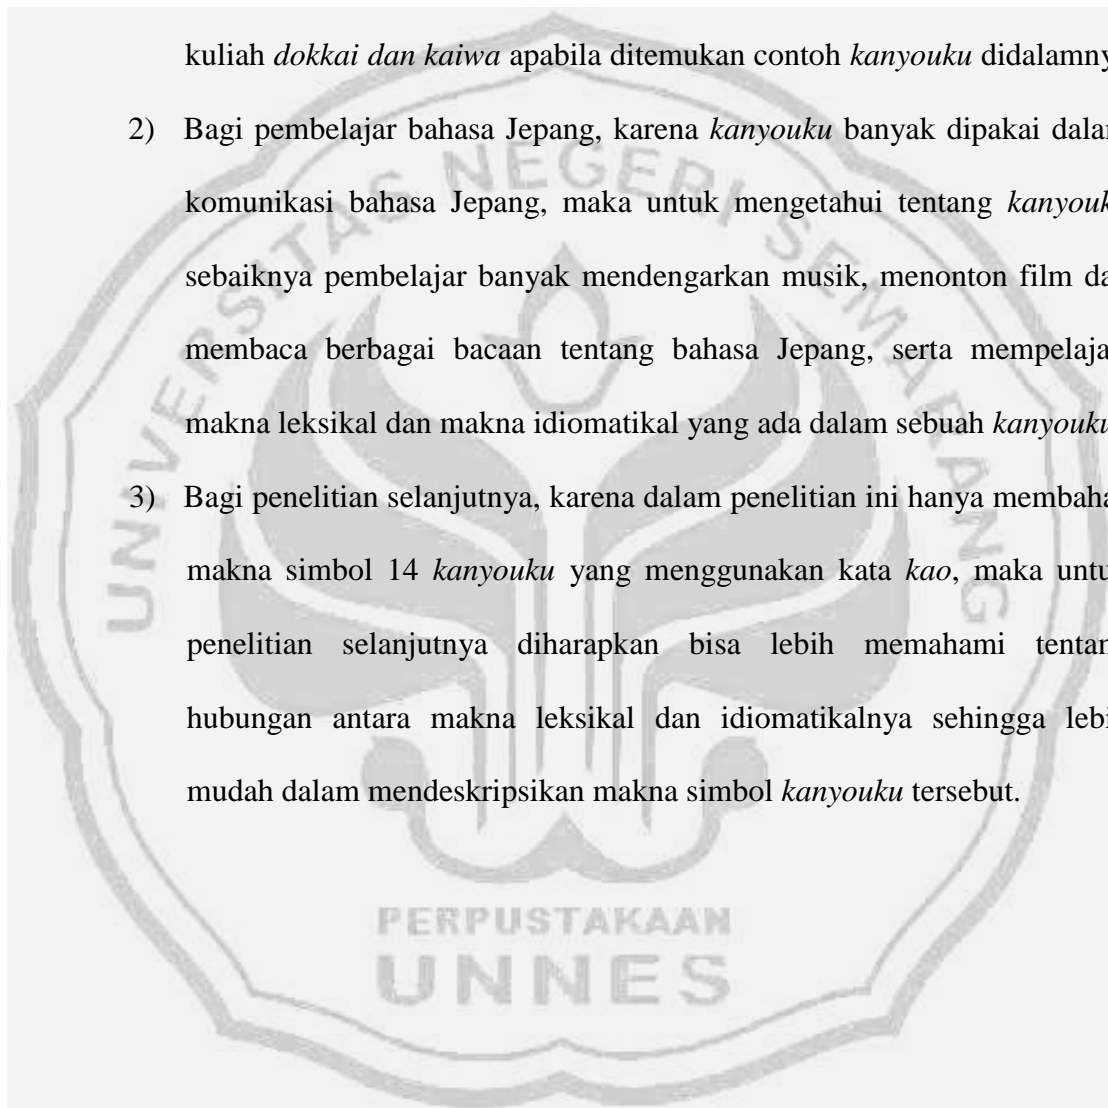 kuliah dokkai dan kaiwa apabila ditemukan contoh kanyouku didalamny
2) Bagi pembelajar bahasa Jepang, karena kanyouku banyak dipakai dala
komunikasi bahasa Jepang, maka untuk mengetahui tentang kanyouk
sebaiknya pembelajar banyak mendengarkan musik, menonton film da
membaca berbagai bacaan tentang bahasa Jepang, serta mempelaja
makna leksikal dan makna idiomatikal yang ada dalam sebuah kanyouku
3) Bagi penelitian selanjutnya, karena dalam penelitian ini hanya membaha
makna simbol 14 kanyouku yang menggunakan kata kao, maka untu
penelitian selanjutnya diharapkan bisa lebih memahami tentan
hubungan antara makna leksikal dan idiomatikalnya sehingga lebi
mudah dalam mendeskripsikan makna simbol kanyouku tersebut.
UNIVERSITAS NEGERI SEMARANG
PERPUSTAKAAN
UNNES